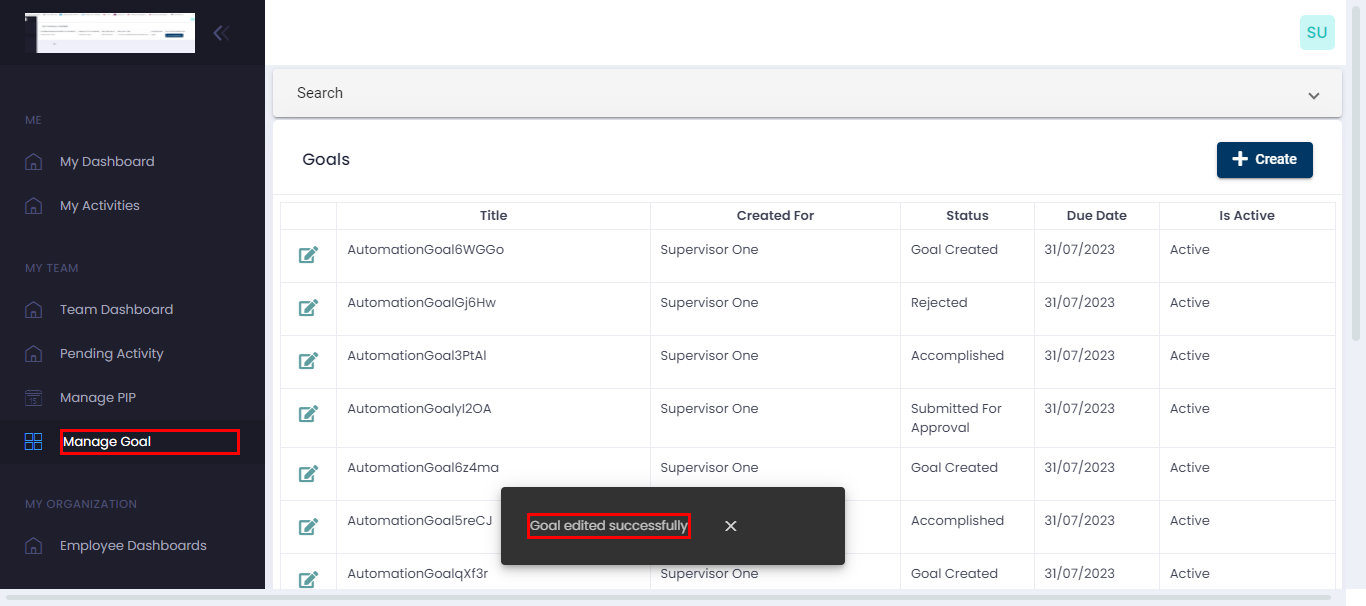 SU
ME
My Dashboard
My Activities
MY TEAM
Team Dashboard
Pending Activity
15
Manage PIP
Manage Goal
MY ORGANIZATION
Employee Dashboards
Search
Goals
Create
Title Created For Status Due Date Is Active
AutomationGoal6WGGo Supervisor One Goal Created 31/07/2023 Active
AutomationGoalGj6Hw Supervisor One Rejected 31/07/2023 Active
AutomationGoal3PtAl Supervisor One Accomplished 31/07/2023 Active
AutomationGoalyI2OA Supervisor One Submitted For 31/07/2023 Active
Approval
AutomationGoal6z4ma Supervisor One Goal Created 31/07/2023 Active
AutomationGoal5reCJ Accomplished 31/07/2023 Active
Goal edited successfully
AutomationGoalqXf3r Supervisor One Goal Created 31/07/2023 Active